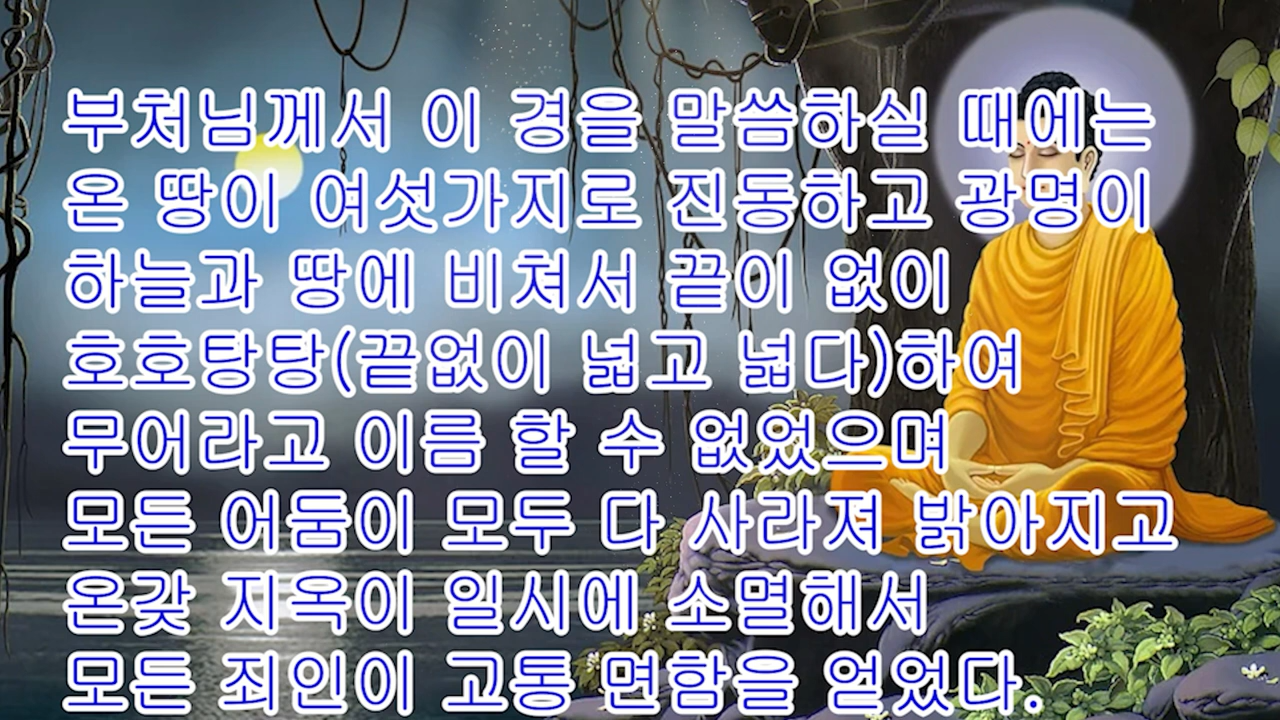 부처님께서 이 경을 말씀하실 때에는
온 땅이 여섯가지로 진동하고 광명이
하늘과 땅에 비쳐서 끝이 없이
호호탕탕(끝없이 넓고 넓다)하여
무어라고 이름 할 수 없었으며
모든 어둠이 모두 다 사라져 밝아지고
온갖 지옥이 일시에 소멸해서
모든 죄인이 고통 면함을 얻었다.